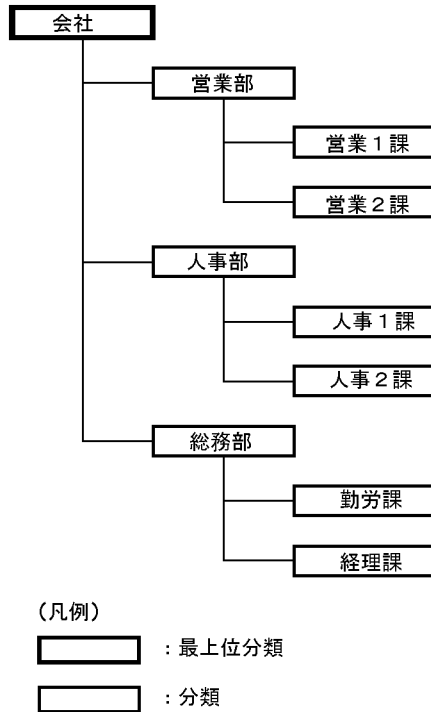 会社
営業部
営業１課
営業２課
人事部
人事１課
人事２課
総務部
勤労課
経理課
（凡例）
：最上位分類
：分類